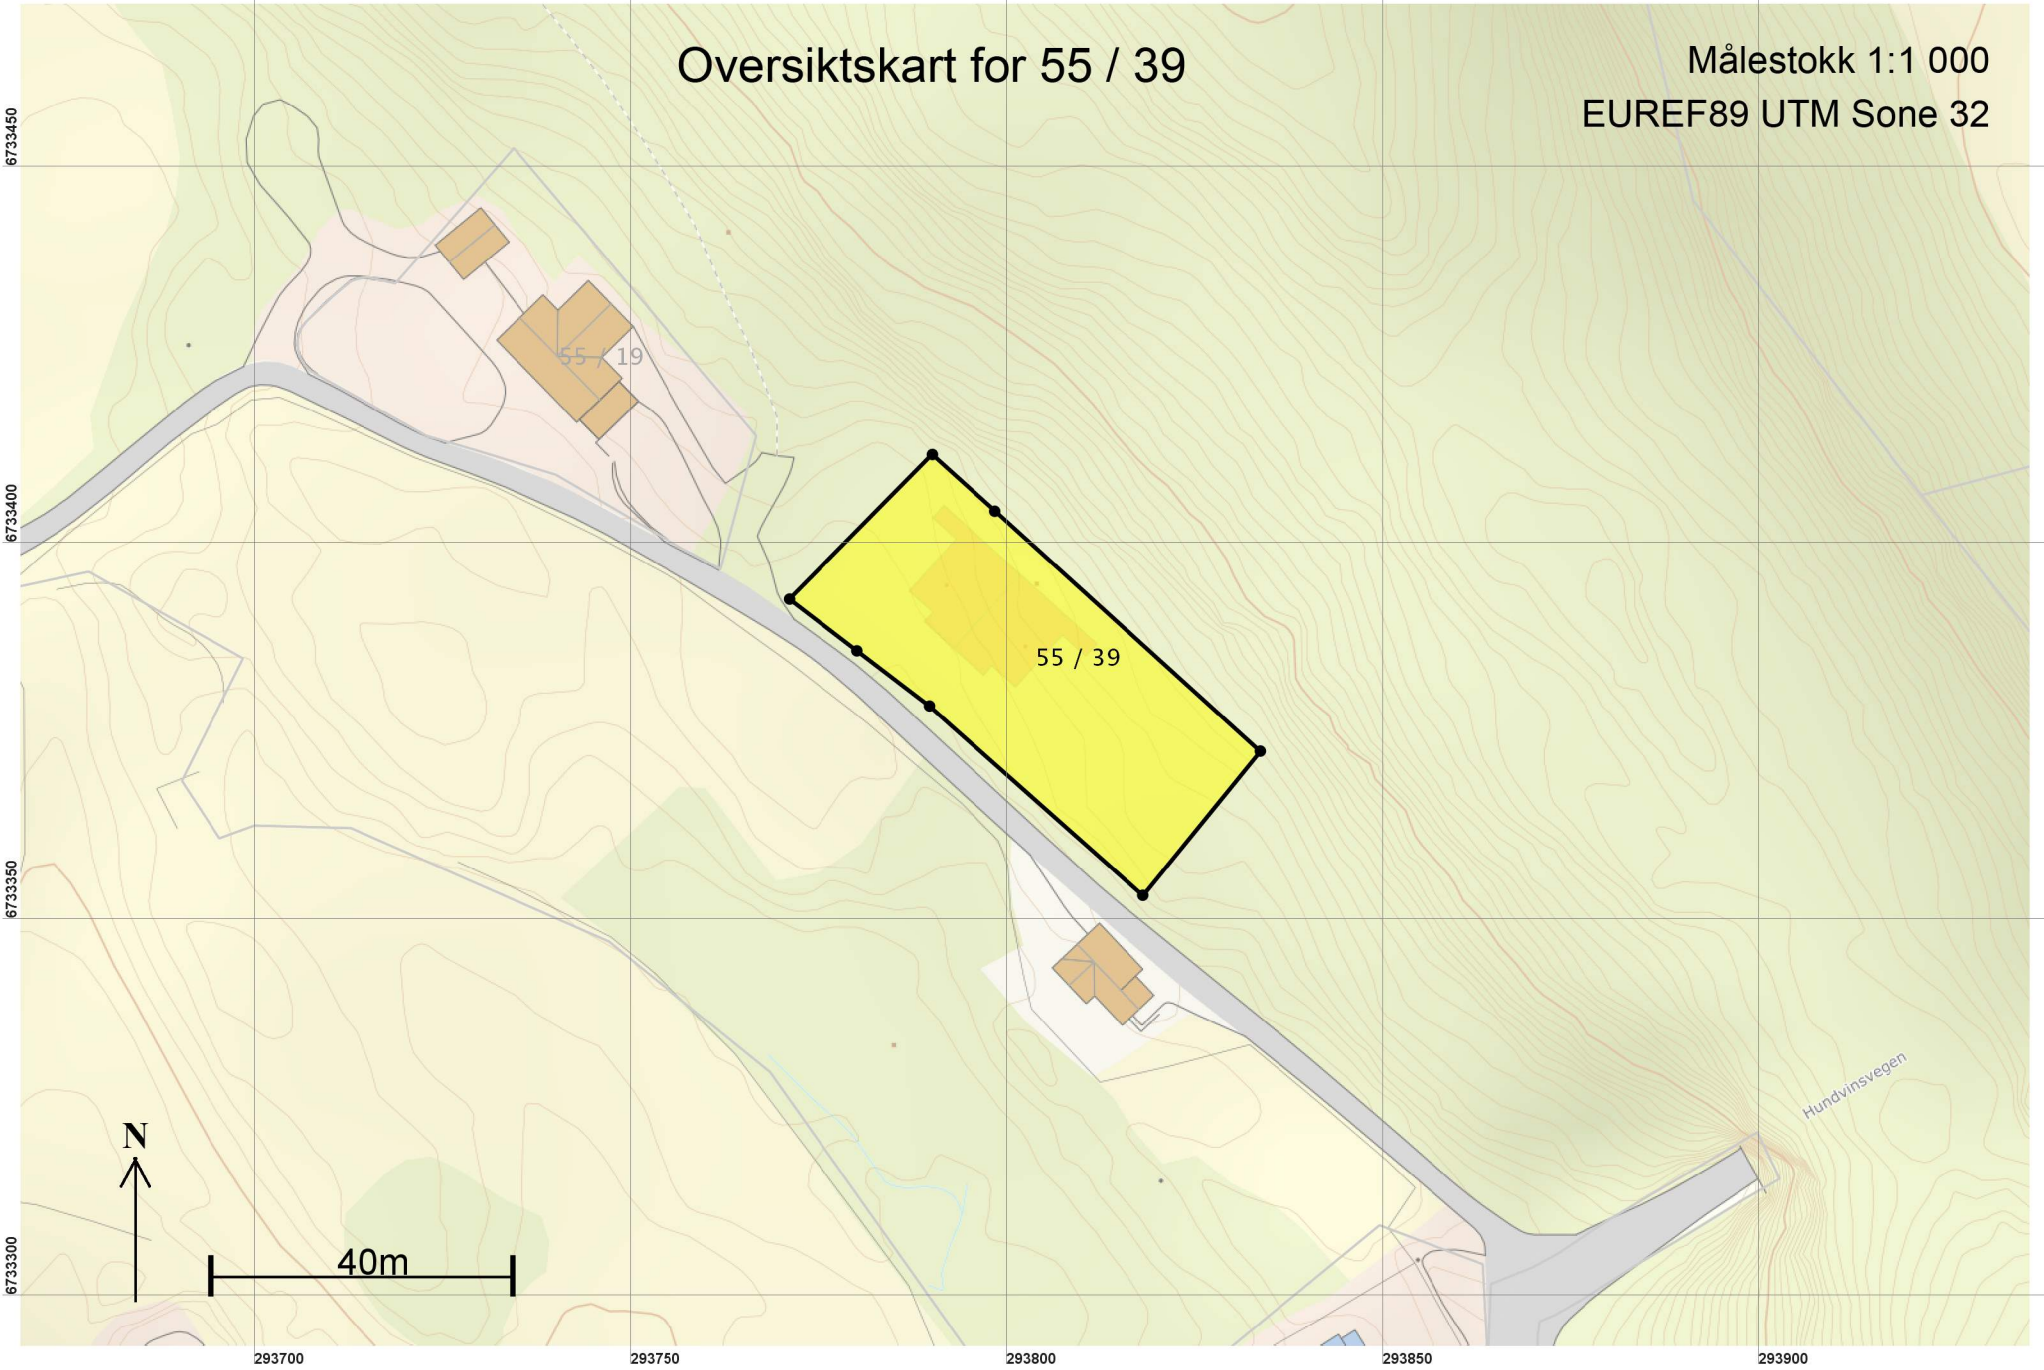 Oversiktskart for 55 / 39
Målestokk 1:1 000
EUREF89 UTM Sone 32
6733450
55 / 19
6733400
55 / 39
6733350
Hundvinsvegen
N
40m
6733300
293700
293750
293800
293850
293900